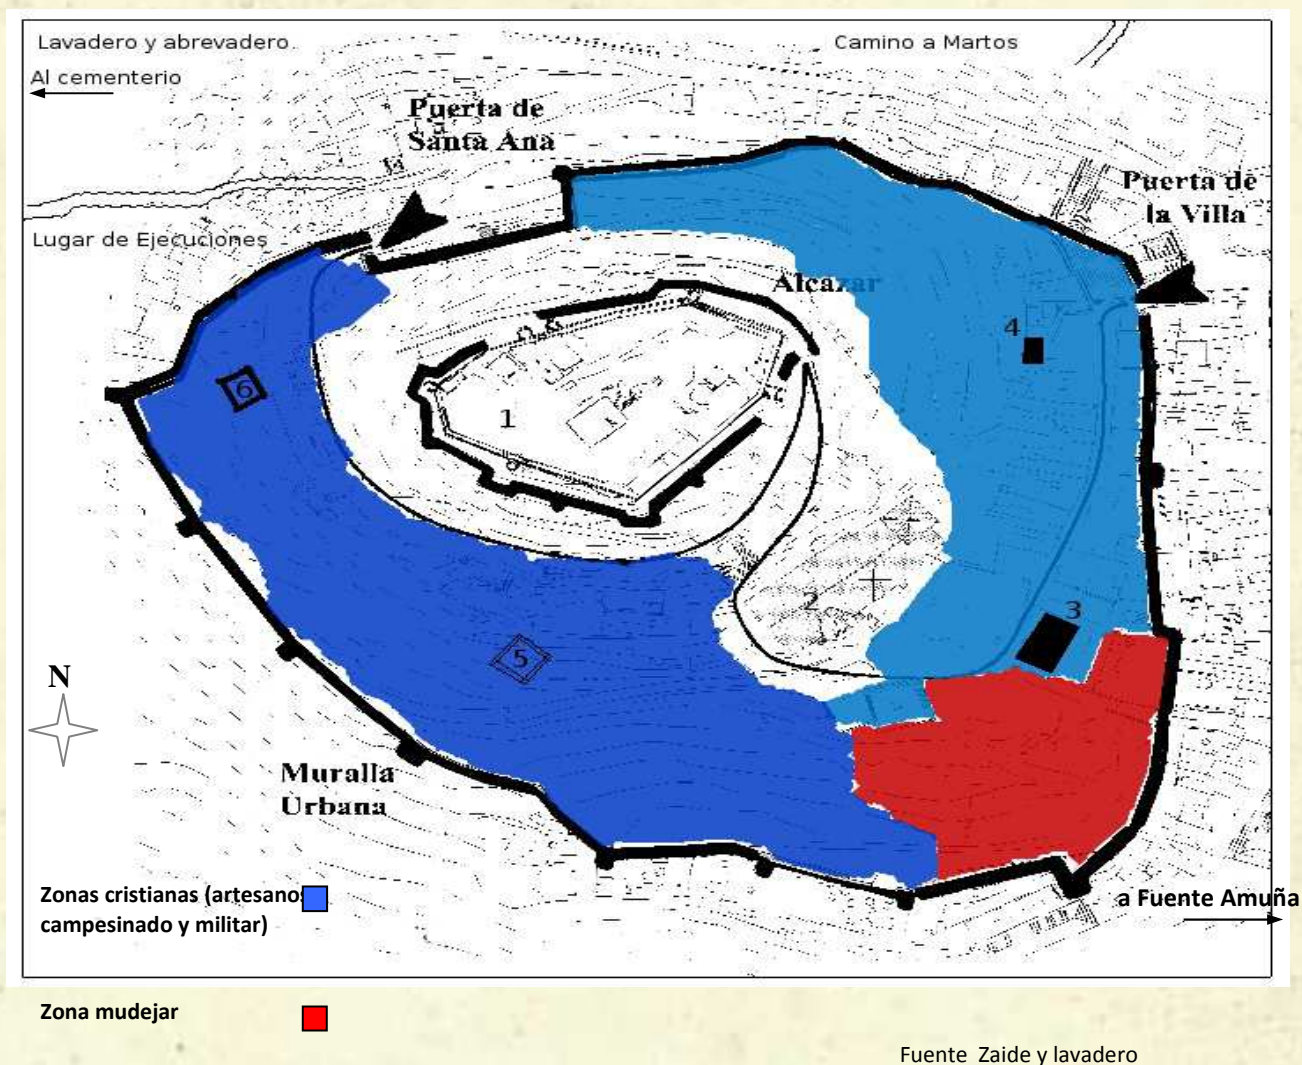 Lavadero y abrevadero.
Camino a Martos
Al cementerio
Puerta de
Santa Ana
Puerta de
la Villa
Lugar de Ejecuciones
Alcazar
4
6
1
2
3
5
N
Muralla
Urbana
Zonas cristianas (artesanos
campesinado y militar)
a Fuente Amuña
Zona mudejar
Fuente Zaide y lavadero